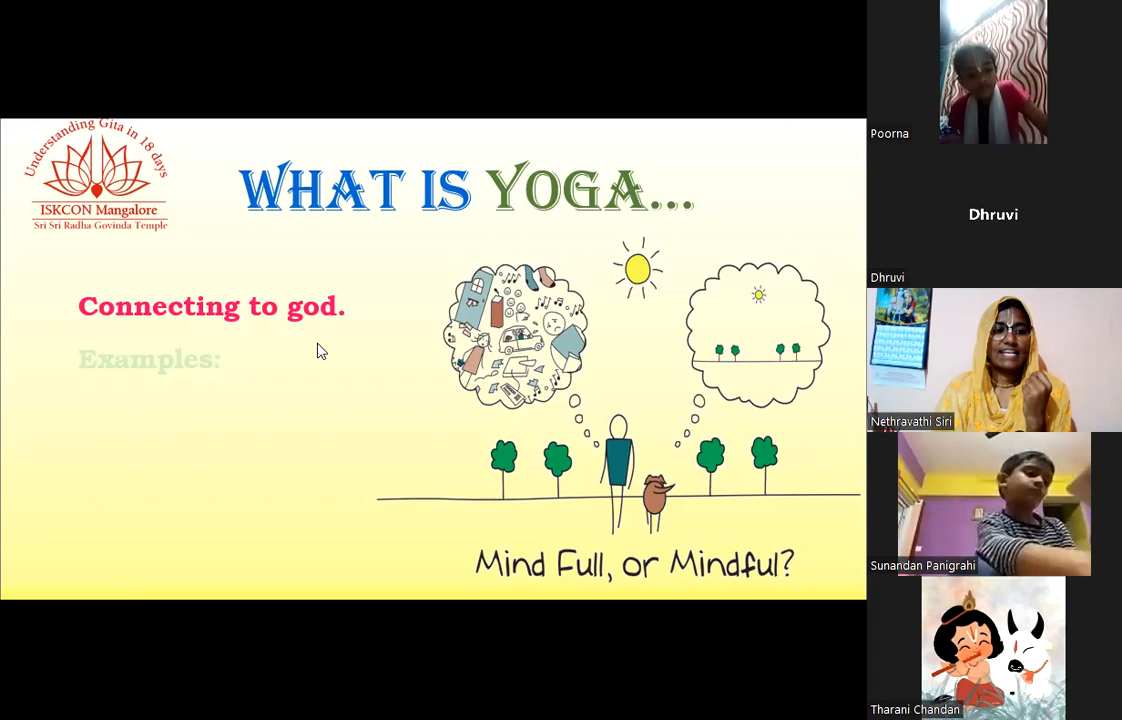 Understanding Gita in 18 days
ISKCON Mangalore
Sri Sri Radha Govinda Temple
WHAT IS YOGA...
Connecting to god.
Examples:
Mind Full, or Mindful?
Poorna
Dhruvi
Dhruvi
Nethravathi Siri
Sunandan Panigrahi
Tharani Chandan